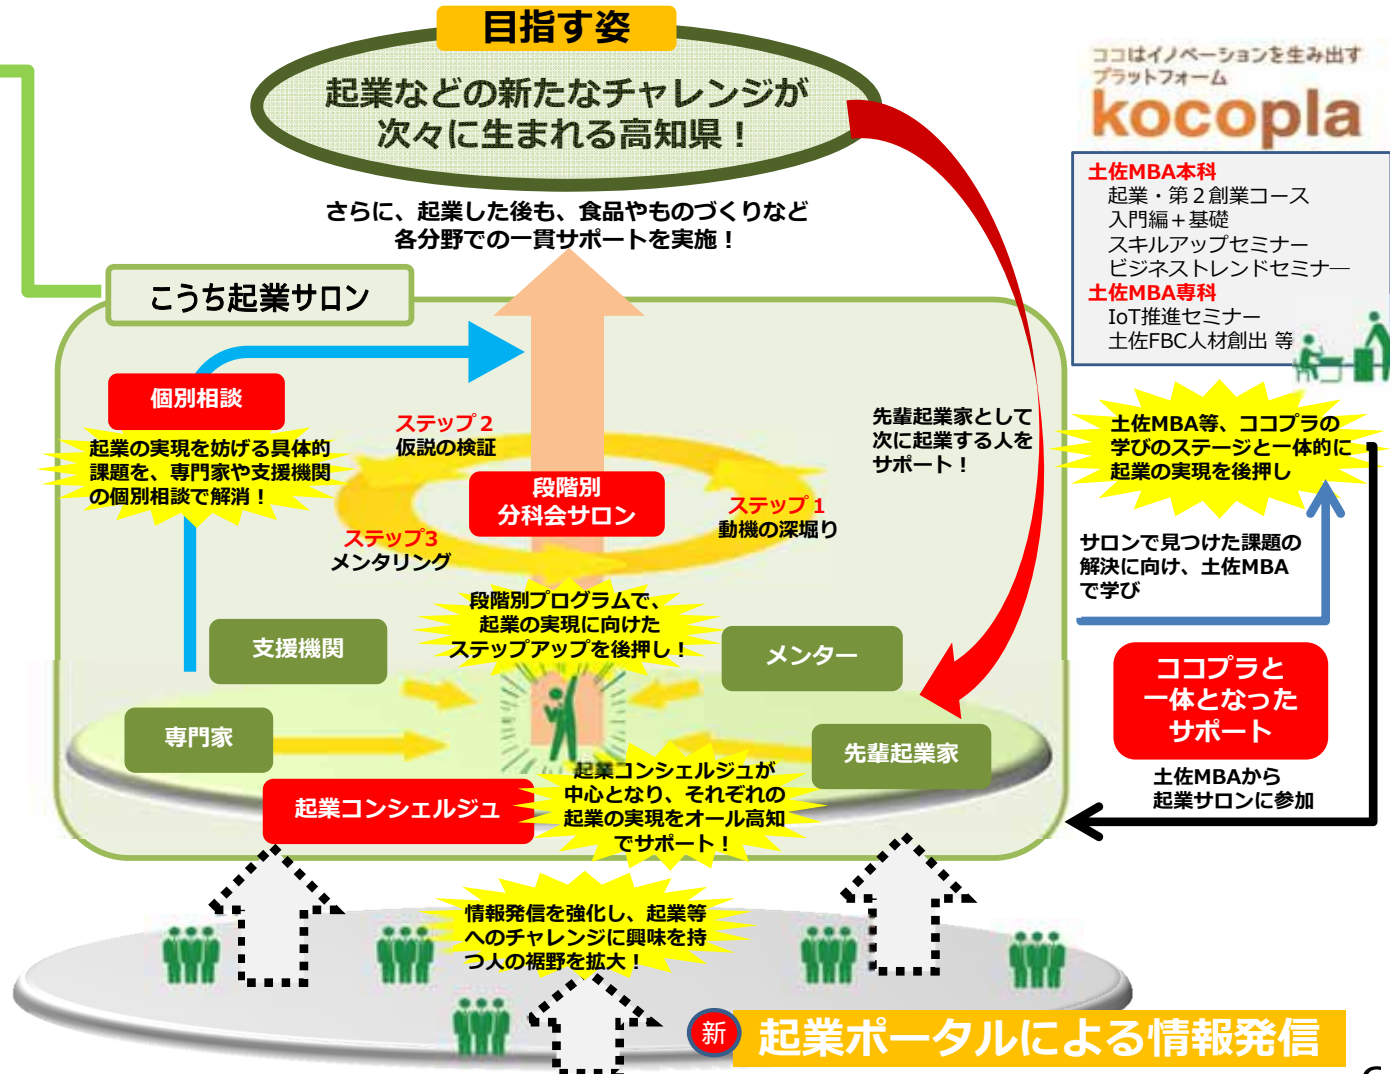 目指す姿
起業などの新たなチャレンジが
次々に生まれる高知県！
さらに、起業した後も、食品やものづくりなど
各分野での一貫サポートを実施！
ココはイノベーションを生み出す
プラットフォーム
kocopla
土佐MBA本科
起業・第２創業コース
入門編＋基礎
スキルアップセミナー
ビジネストレンドセミナー
土佐MBA専科
IoT推進セミナー
土佐FBC人材創出 等
こうち起業サロン
個別相談
起業の実現を妨げる具体的
課題を、専門家や支援機関
の個別相談で解消！
ステップ２
仮説の検証
段階別
分科会サロン
ステップ１
動機の深堀り
ステップ3
メンタリング
先輩起業家として
次に起業する人を
サポート！
土佐MBA等、ココプラの
学びのステージと一体的に
起業の実現を後押し
サロンで見つけた課題の
解決に向け、土佐MBA
で学び
段階別プログラムで、
起業の実現に向けた
ステップアップを後押し！
支援機関
メンター
専門家
先輩起業家
ココプラと
一体となった
サポート
土佐MBAから
起業サロンに参加
起業コンシェルジュ
起業コンシェルジュが
中心となり、それぞれの
起業の実現をオール高知
でサポート！
情報発信を強化し、起業等
へのチャレンジに興味を持
つ人の裾野を拡大！
新
起業ポータルによる情報発信